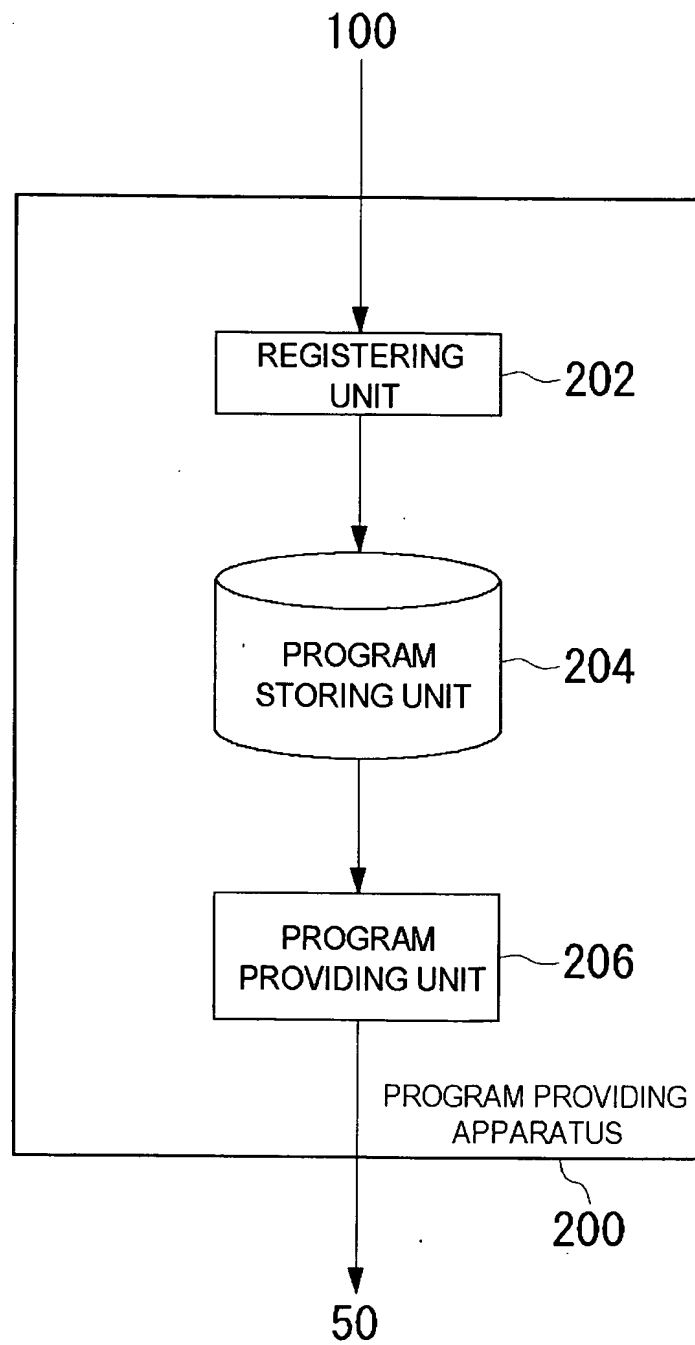 100
REGISTERING
UNIT
202
PROGRAM
STORING UNIT
204
PROGRAM
PROVIDING UNIT
206
PROGRAM PROVIDING
APPARATUS
200
50